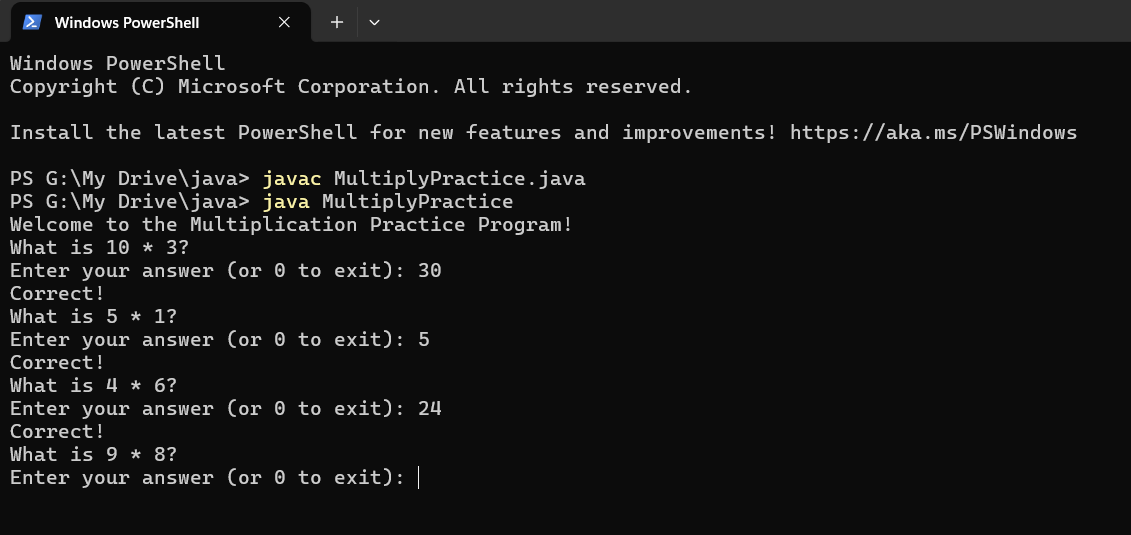 Windows PowerShell
Windows PowerShell
Copyright (C) Microsoft Corporation. All rights reserved.
Install the latest PowerShell for new features and improvements! https://aka.ms/PSWindows
PS G:\My Drive\java> javac MultiplyPractice.java
PS G:\My Drive\java> java MultiplyPractice
Welcome to the Multiplication Practice Program!
What is 10 * 3?
Enter your answer (or 0 to exit): 30
Correct!
What is 5 * 1?
Enter your answer (or 0 to exit): 5
Correct!
What is 4 * 6?
Enter your answer (or 0 to exit): 24
Correct!
What is 9 * 8?
Enter your answer (or 0 to exit):